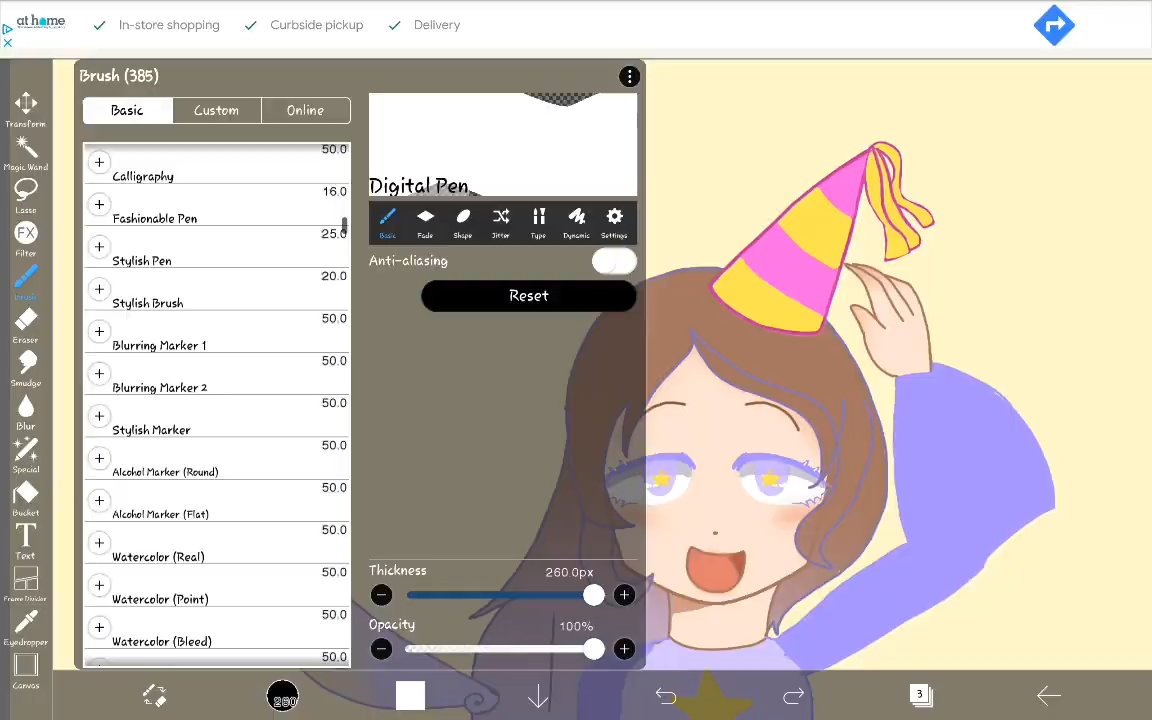 at home
In-store shopping
Curbside pickup
Delivery
Brush (385)
Basic
Custom
Online
50.0
Calligraphy
16.0
Fashionable Pen
25.0
Stylish Pen
20.0
Stylish Brush
50.0
Blurring Marker 1
50.0
Blurring Marker 2
50.0
Stylish Marker
50.0
Alcohol Marker (Round)
50.0
Alcohol Marker (Flat)
50.0
Watercolor (Real)
50.0
Watercolor (Point)
50.0
Watercolor (Bleed)
50.0
Digital Pen
Basic
Fade
Shape
Jitter
Type
Dynamic
Settings
Anti-aliasing
Reset
Thickness
260.0px
Opacity
100%
Transform
Magic Wand
Lasso
FX
Filter
Brush
Eraser
Smudge
Blur
Special
Bucket
T
Text
Frame Divider
Eyedropper
Canvas
260
3